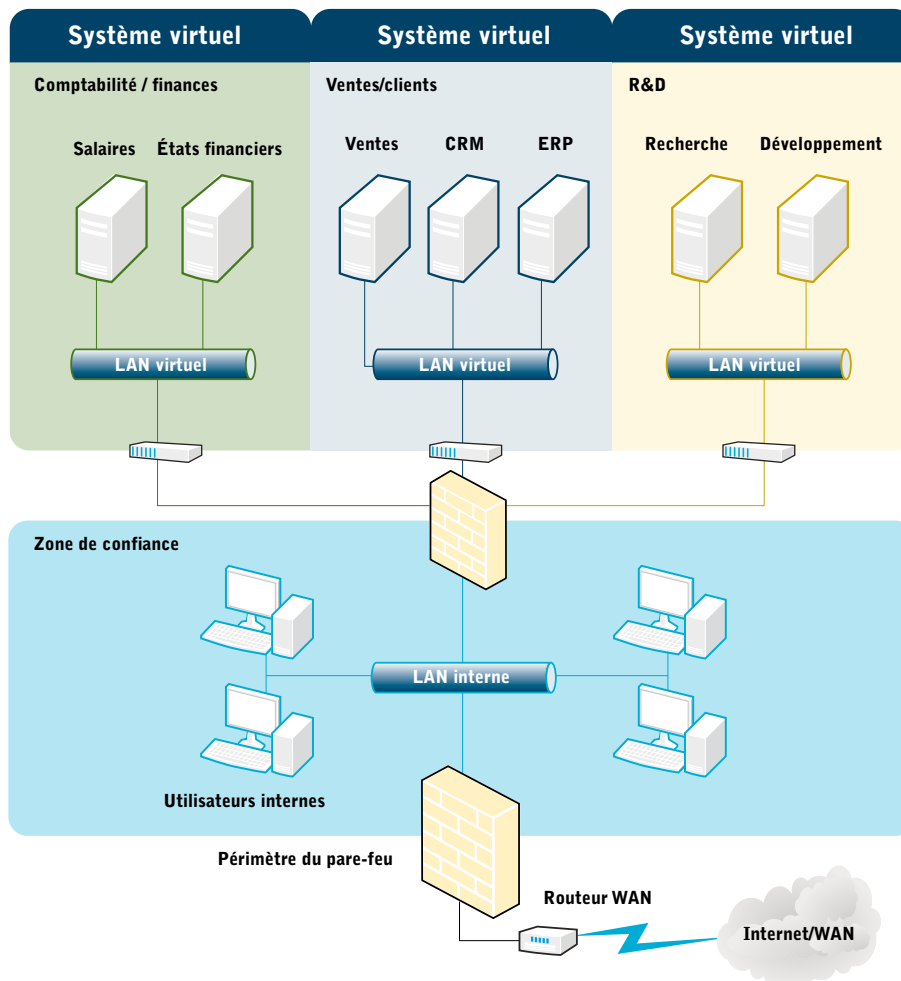 Système virtuel
Système virtuel
Système virtuel
Comptabilité / finances
Ventes/clients
R&D
Salaires
États financiers
Ventes
CRM
ERP
Recherche
Développement
LAN virtuel
LAN virtuel
LAN virtuel
Zone de confiance
LAN interne
Utilisateurs internes
Périmètre du pare-feu
Routeur WAN
Internet/WAN